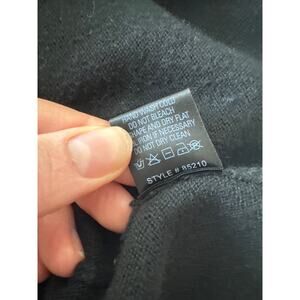 HAND WASH COLD
DO NOT BLEACH
SHAPE AND DRY FLAT
IRON IF NECESSARY
DO NOT DRY CLEAN
STYLE # 85210